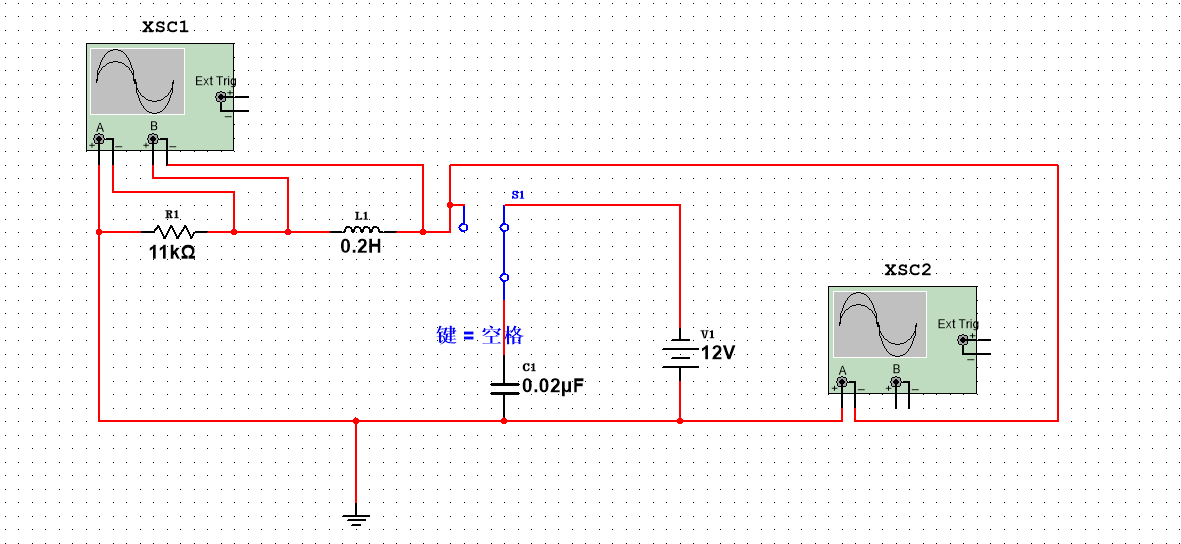 XSC1
Ext Trig
+
−
A
B
+
−
+
−
R1
11kΩ
L1
0.2H
S1
键 = 空格
V1
12V
C1
0.02μF
XSC2
Ext Trig
+
−
A
B
+
−
+
−